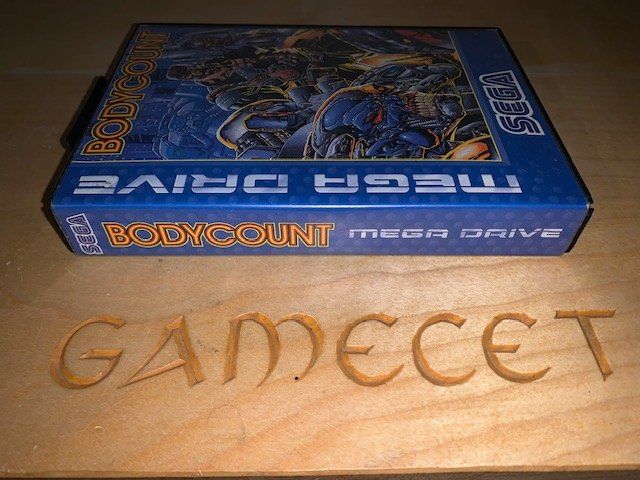 BODYCOUNT
SEGA
MEGA DRIVE
SEGA BODYCOUNT MEGA DRIVE
GAMECET